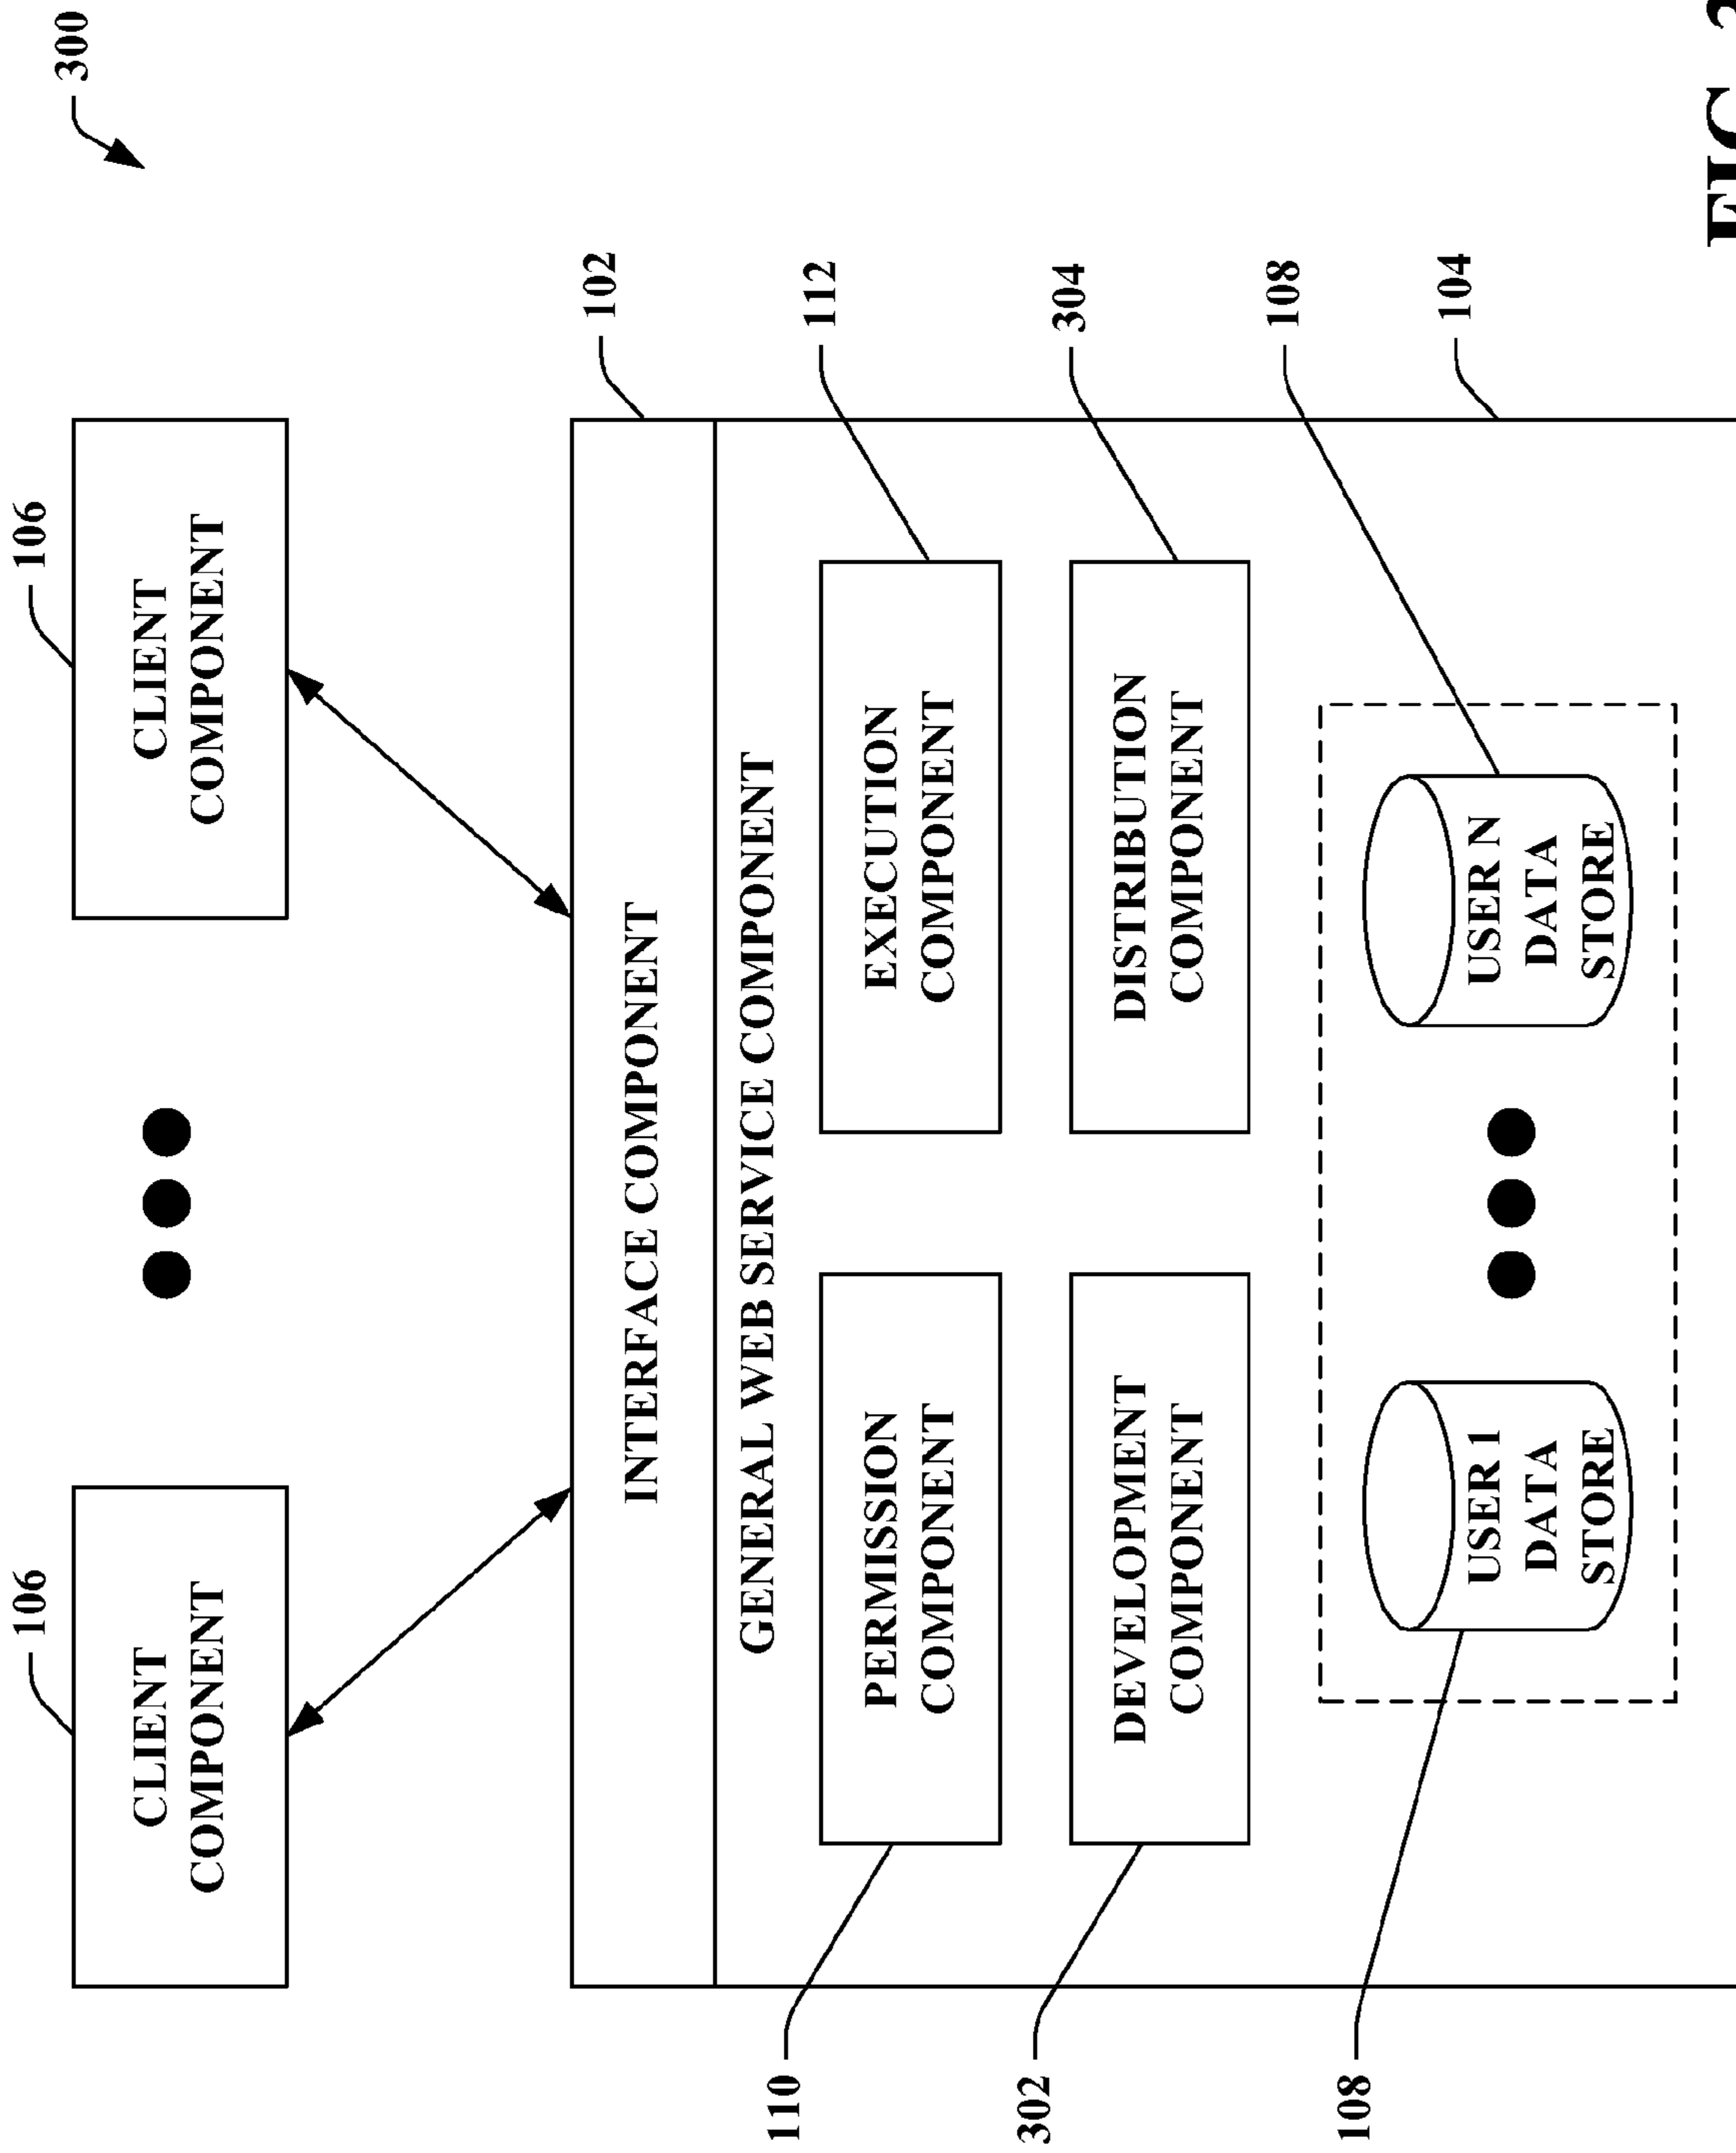 106
106
300
CLIENT
COMPONENT
CLIENT
COMPONENT
102
INTERFACE COMPONENT
GENERAL WEB SERVICE COMPONENT
110
PERMISSION
COMPONENT
EXECUTION
COMPONENT
112
302
DEVELOPMENT
COMPONENT
DISTRIBUTION
COMPONENT
304
108
USER 1
DATA
STORE
USER N
DATA
STORE
108
104
FIG.